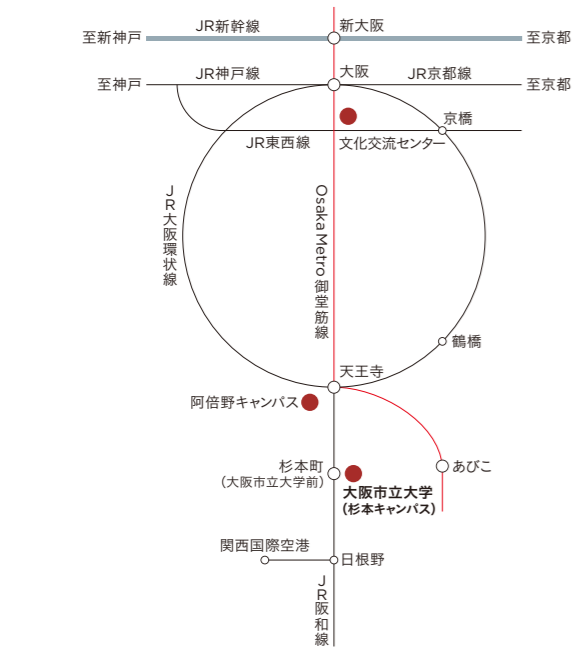 JR新幹線
新大阪
至新神戸
至京都
JR神戸線
大阪
JR京都線
至神戸
至京都
京橋
JR東西線
文化交流センター
JR大阪環状線
Osaka Metro 御堂筋線
鶴橋
天王寺
阿倍野キャンパス
杉本町
（大阪市立大学前）
あびこ
大阪市立大学
（杉本キャンパス）
関西国際空港
日根野
JR阪和線